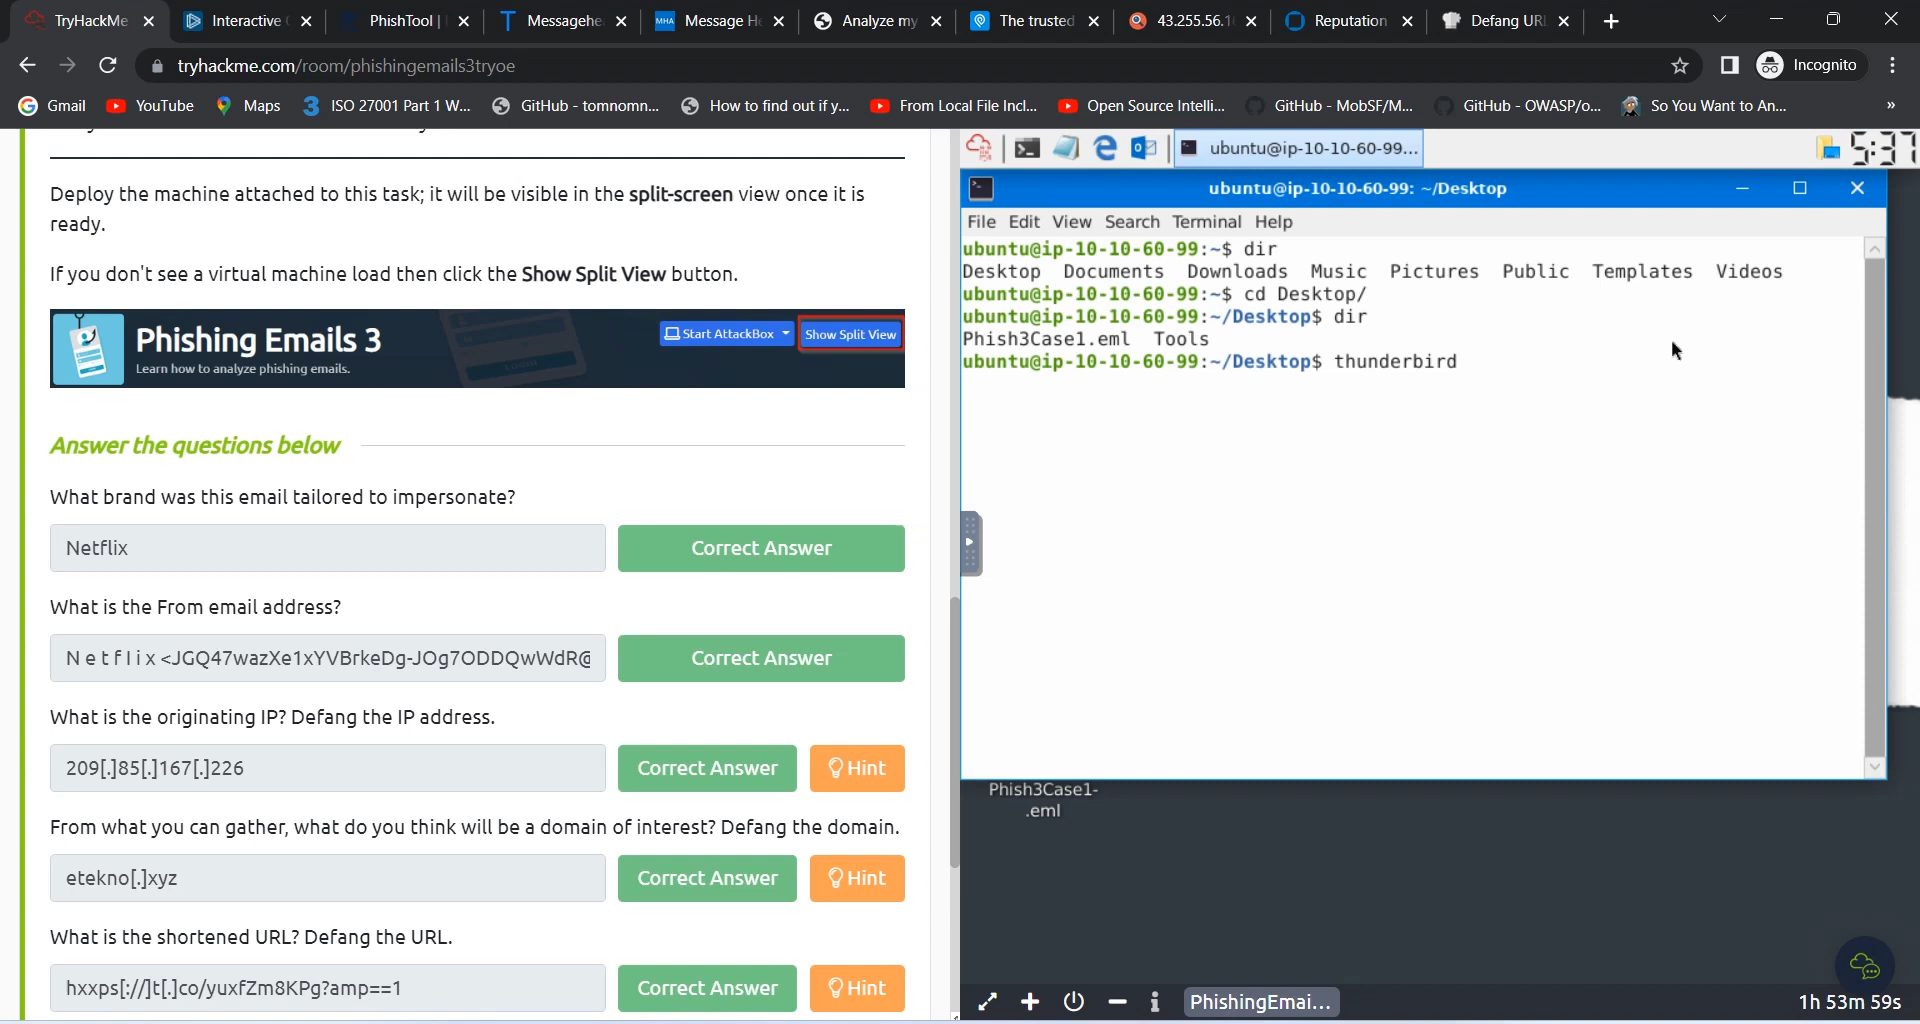 TryHackMe
Interactive
PhishTool |
Messagehe
Message H
Analyze my
The trusted
43.255.56.1
Reputation
Defang UR
tryhackme.com/room/phishingemails3tryoe
Incognito
Gmail
YouTube
Maps
ISO 27001 Part 1 W...
GitHub - tomnomn...
How to find out if y...
From Local File Incl...
Open Source Intelli...
GitHub - MobSF/M...
GitHub - OWASP/o...
So You Want to An...
»
Deploy the machine attached to this task; it will be visible in the split-screen view once it is
ready.
If you don't see a virtual machine load then click the Show Split View button.
Phishing Emails 3
Learn how to analyze phishing emails.
Start AttackBox
Show Split View
Answer the questions below
What brand was this email tailored to impersonate?
Netflix
Correct Answer
What is the From email address?
N e t f l i x <JGQ47wazXe1xYVBrkeDg-JOg7ODDQwWdR@
Correct Answer
What is the originating IP? Defang the IP address.
209[.]85[.]167[.]226
Correct Answer
Hint
From what you can gather, what do you think will be a domain of interest? Defang the domain.
etekno[.]xyz
Correct Answer
Hint
What is the shortened URL? Defang the URL.
hxxps[://]t[.]co/yuxfZm8KPg?amp==1
Correct Answer
Hint
ubuntu@ip-10-10-60-99...
5:37
ubuntu@ip-10-10-60-99: ~/Desktop
File Edit View Search Terminal Help
ubuntu@ip-10-10-60-99:~$ dir
Desktop Documents Downloads Music Pictures Public Templates Videos
ubuntu@ip-10-10-60-99:~$ cd Desktop/
ubuntu@ip-10-10-60-99:~/Desktop$ dir
Phish3Case1.eml Tools
ubuntu@ip-10-10-60-99:~/Desktop$ thunderbird
Phish3Case1-
.eml
PhishingEmai...
1h 53m 59s